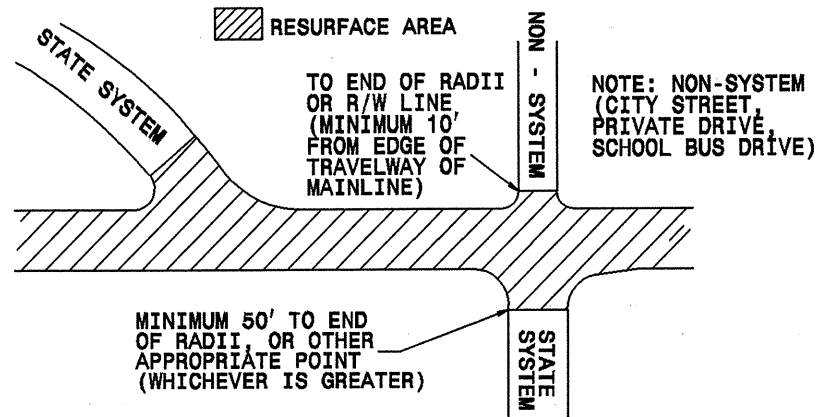 RESURFACE AREA
STATE SYSTEM
TO END OF RADII
OR R/W LINE
(MINIMUM 10'
FROM EDGE OF
TRAVELWAY OF
MAINLINE)
NON - SYSTEM
NOTE: NON-SYSTEM
(CITY STREET,
PRIVATE DRIVE,
SCHOOL BUS DRIVE)
MINIMUM 50' TO END
OF RADII, OR OTHER
APPROPRIATE POINT
(WHICHEVER IS GREATER)
STATE
SYSTEM